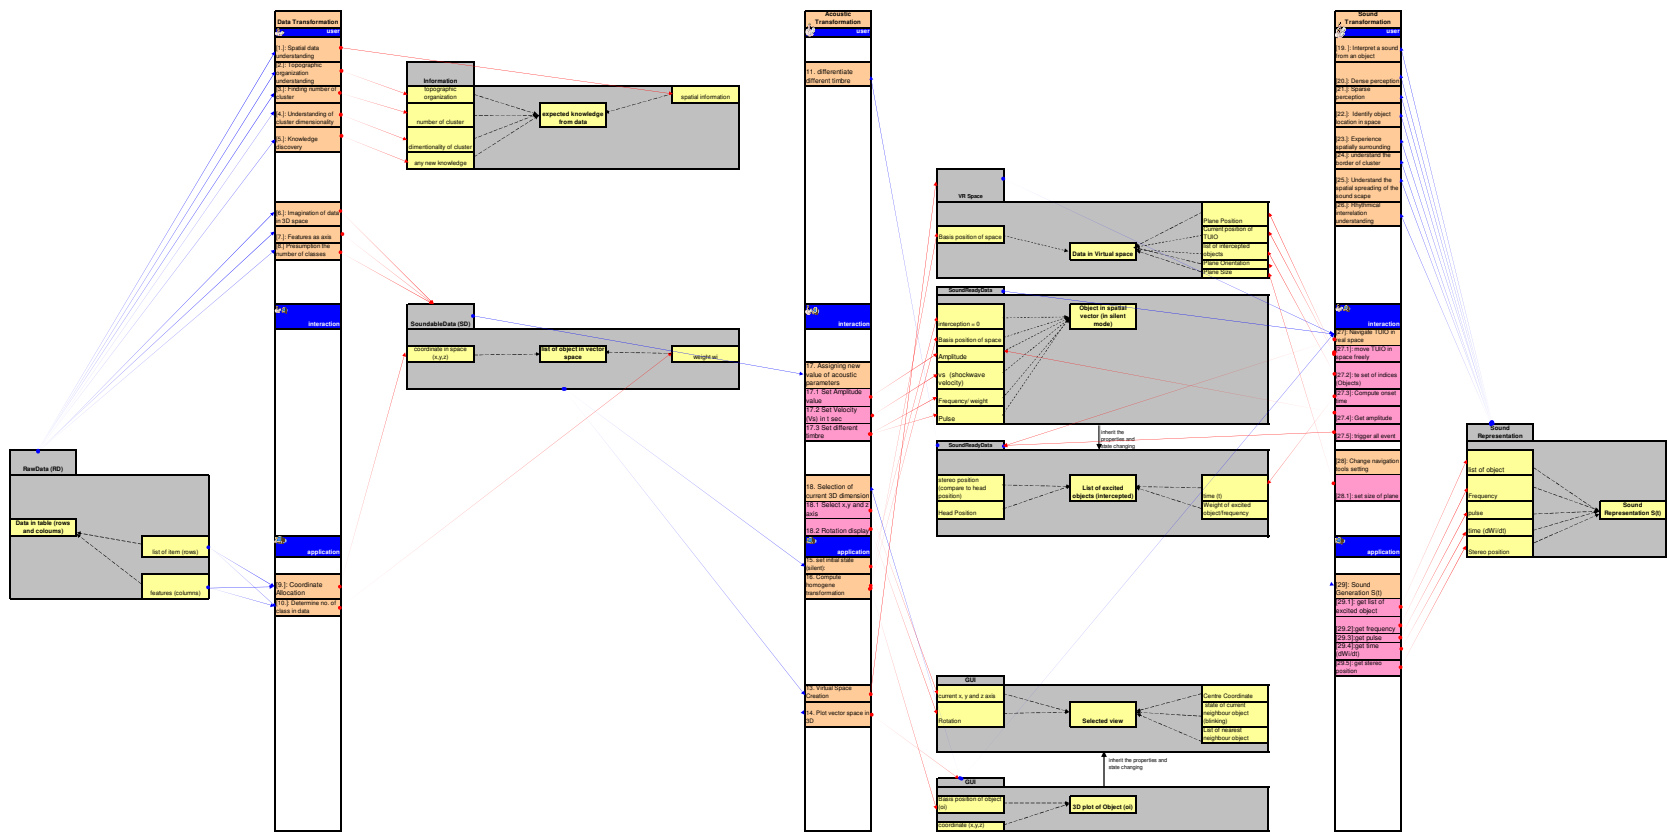 Data Transformation
user
[1.]: Spatial data
understanding
[2.]: Topographic
organization
understanding
[3.]: Finding number of
cluster
[4.]: Understanding of
cluster dimensionality
[5.]: Knowledge
discovery
[6.]: Imagination of data
in 3D space
[7.]: Features as axis
[8.] Presumption the
number of classes
interaction
application
[9.]: Coordinate
Allocation
[10.]: Determine no. of
class in data
RawData (RD)
Data in table (rows
and coloums)
list of item (rows)
features (columns)
Information
topographic
organization
number of cluster
dimentionality of cluster
any new knowledge
expected knowledge
from data
spatial information
SoundableData (SD)
coordinate in space
(x,y,z)
list of object in vector
space
weight wi
Acoustic
Transformation
user
11. differentiate
different timbre
interaction
17. Assigning new
value of acoustic
parameters
17.1 Set Amplitude
value
17.2 Set Velocity
(Vs) in t sec
17.3 Set different
timbre
18. Selection of
current 3D dimension
18.1 Select x,y and z
axis
18.2 Rotation display
application
15. set initial state
(silent):
16. Compute
homogene
transformation
13. Virtual Space
Creation
14. Plot vector space in
3D
VR Space
Basis position of space
Data in Virtual space
Plane Position
Current position of
TUIO
list of intercepted
objects
Plane Orientation
Plane Size
SoundReadyData
interception = 0
Basis position of space
Amplitude
vs (shockwave
velocity)
Frequency/ weight
Pulse
Object in spatial
vector (in silent
mode)
inherit the
properties and
state changing
SoundReadyData
stereo position
(compare to head
position)
Head Position
List of excited
objects (intercepted)
time (t)
Weight of excited
object/frequency
GUI
current x, y and z axis
Rotation
Selected view
Centre Coordinate
state of current
neighbour object
(blinking)
List of nearest
neighbour object
inherit the properties and
state changing
GUI
Basis position of object
(oi)
coordinate (x,y,z)
3D plot of Object (oi)
Sound
Transformation
user
[19. ]: Interpret a sound
from an object
[20.]: Dense perception
[21.]: Sparse
perception
[22.]: Identify object
location in space
[23.]: Experience
spatially surrounding
[24.]: understand the
border of cluster
[25.]: Understand the
spatial spreading of the
sound scape
[26.]: Rhythmical
interrelation
understanding
interaction
[27]: Navigate TUIO in
real space
[27.1]: move TUIO in
space freely
[27.2]: te set of indices
(Objects)
[27.3]: Compute onset
time
[27.4]: Get amplitude
[27.5]: trigger all event
[28]: Change navigation
tools setting
[28.1]: set size of plane
application
[29]: Sound
Generation S(t)
[29.1]: get list of
excited object
[29.2]:get frequency
[29.3]:get pulse
[29.4]:get time
(dWi/dt)
[29.5]: get stereo
position
Sound
Representation
list of object
Frequency
pulse
time (dWi/dt)
Stereo position
Sound
Representation S(t)